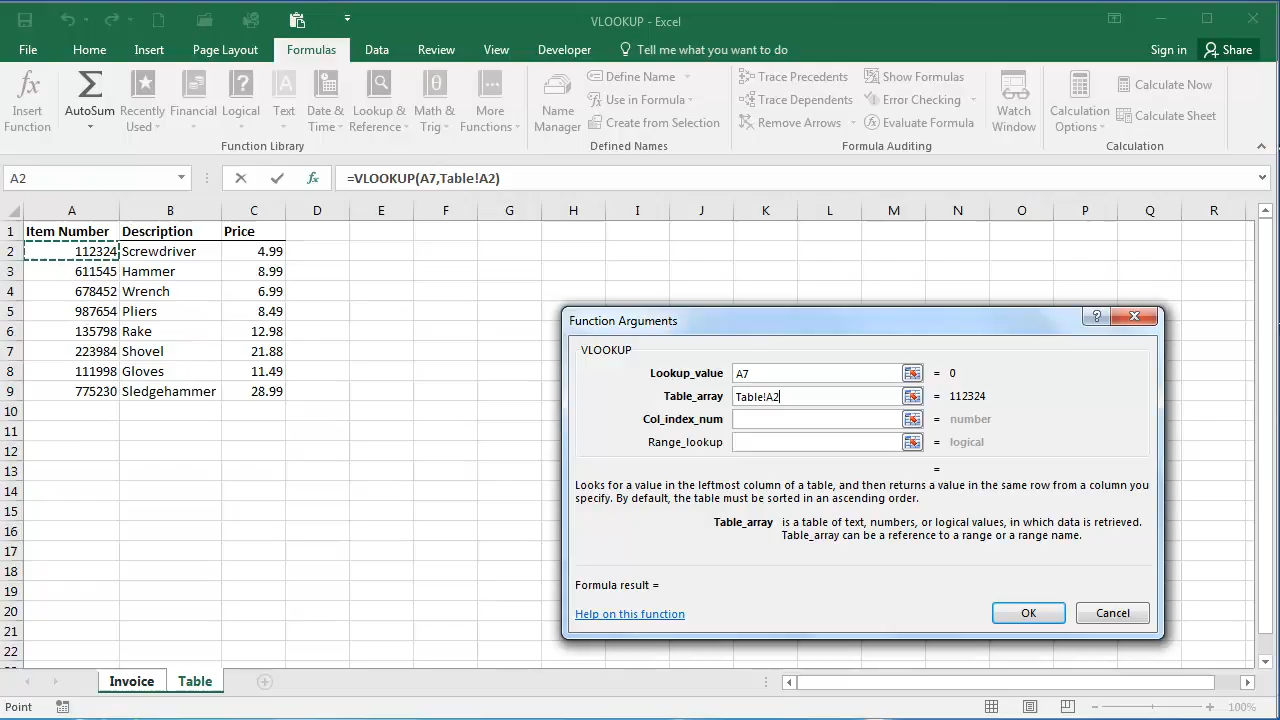 VLOOKUP - Excel
File Home Insert Page Layout Formulas Data Review View Developer Tell me what you want to do Sign in Share
Insert Function
AutoSum
Recently Used
Financial
Logical
Text
Date & Time
Lookup & Reference
Math & Trig
More Functions
Function Library
Name Manager
Define Name
Use in Formula
Create from Selection
Defined Names
Trace Precedents
Trace Dependents
Remove Arrows
Show Formulas
Error Checking
Evaluate Formula
Formula Auditing
Watch Window
Calculation Options
Calculate Now
Calculate Sheet
Calculation
A2 fx =VLOOKUP(A7,Table!A2)
A B C D E F G H I J K L M N O P Q R
1 Item Number Description Price
2 112324 Screwdriver 4.99
3 611545 Hammer 8.99
4 678452 Wrench 6.99
5 987654 Pliers 8.49
6 135798 Rake 12.98
7 223984 Shovel 21.88
8 111998 Gloves 11.49
9 775230 Sledgehammer 28.99
10
11
12
13
14
15
16
17
18
19
20
21
22
Function Arguments
VLOOKUP
Lookup_value A7 = 0
Table_array Table!A2 = 112324
Col_index_num = number
Range_lookup = logical
=
Looks for a value in the leftmost column of a table, and then returns a value in the same row from a column you
specify. By default, the table must be sorted in an ascending order.
Table_array is a table of text, numbers, or logical values, in which data is retrieved.
Table_array can be a reference to a range or a range name.
Formula result =
Help on this function OK Cancel
Invoice Table
Point 100%